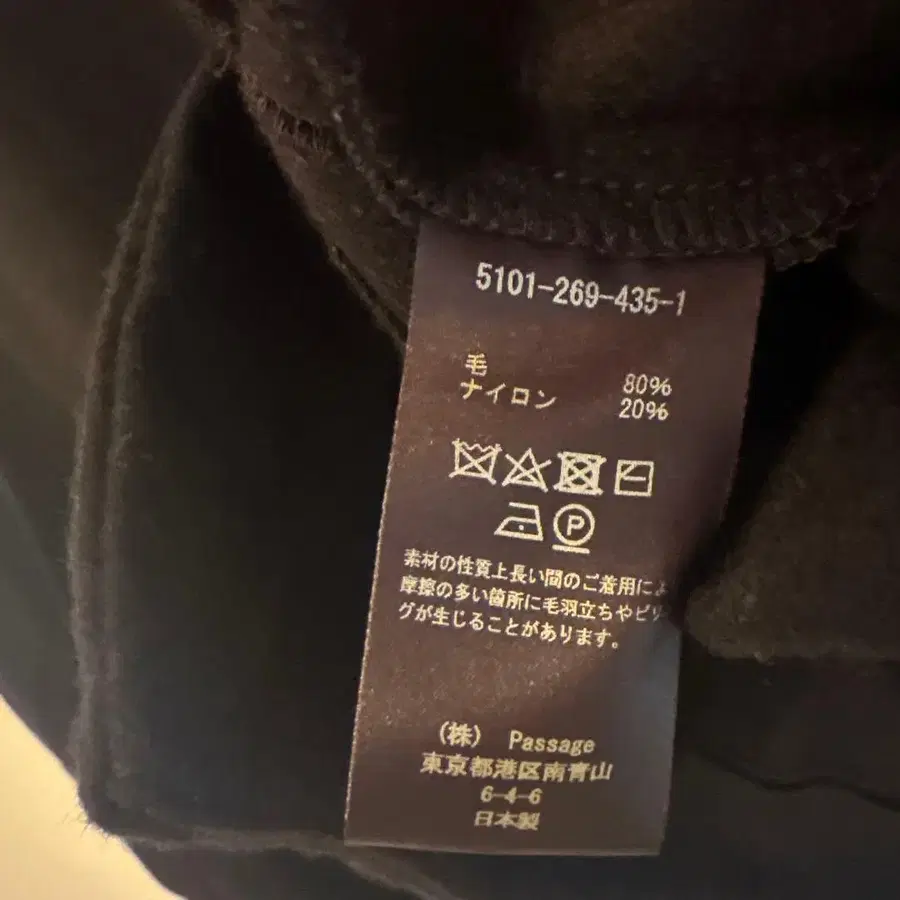 5101-269-435-1
毛 80%
ナイロン 20%
P
素材の性質上長い間のご着用によ
摩擦の多い箇所に毛羽立ちやピリ
グが生じることがあります。
(株) Passage
東京都港区南青山
6-4-6
日本製